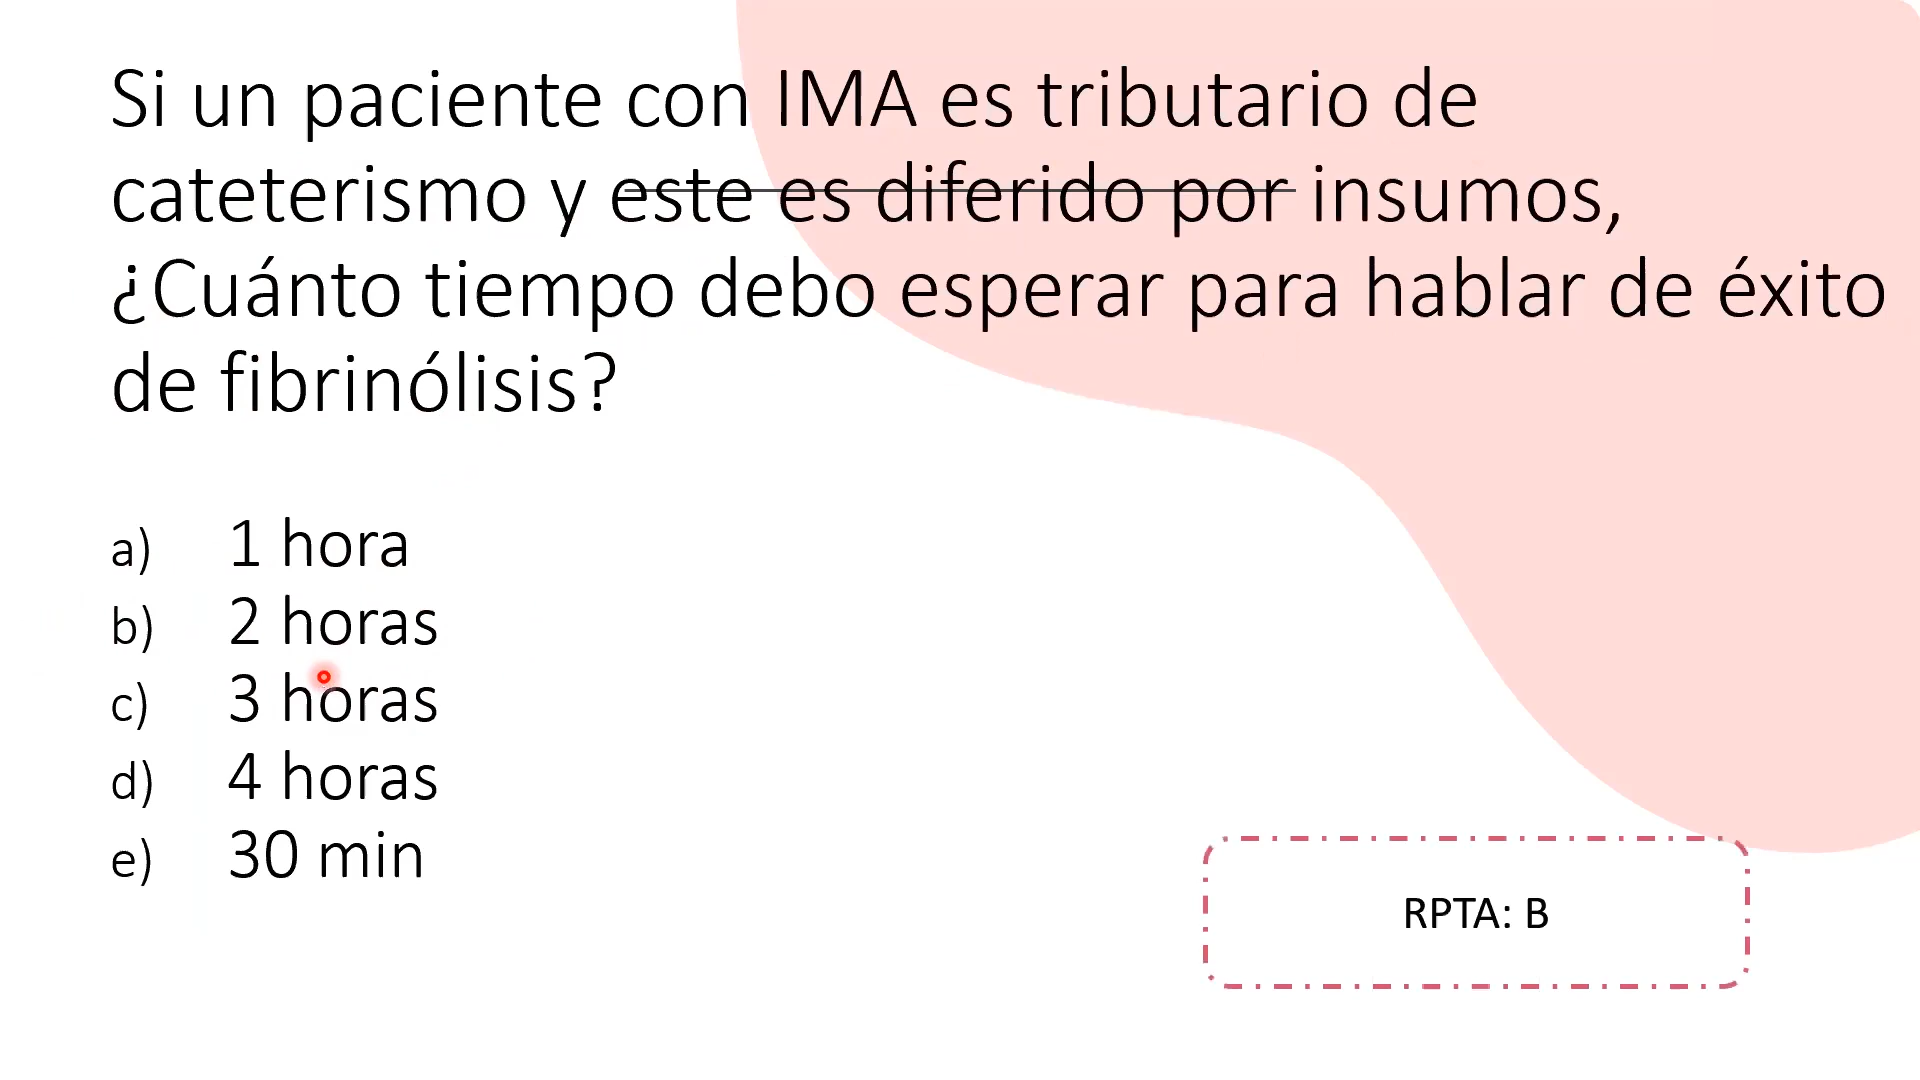 Si un paciente con IMA es tributario de
cateterismo y este es diferido por insumos,
¿Cuánto tiempo debo esperar para hablar de éxito
de fibrinólisis?
a) 1 hora
b) 2 horas
c) 3 horas
d) 4 horas
e) 30 min
RPTA: B